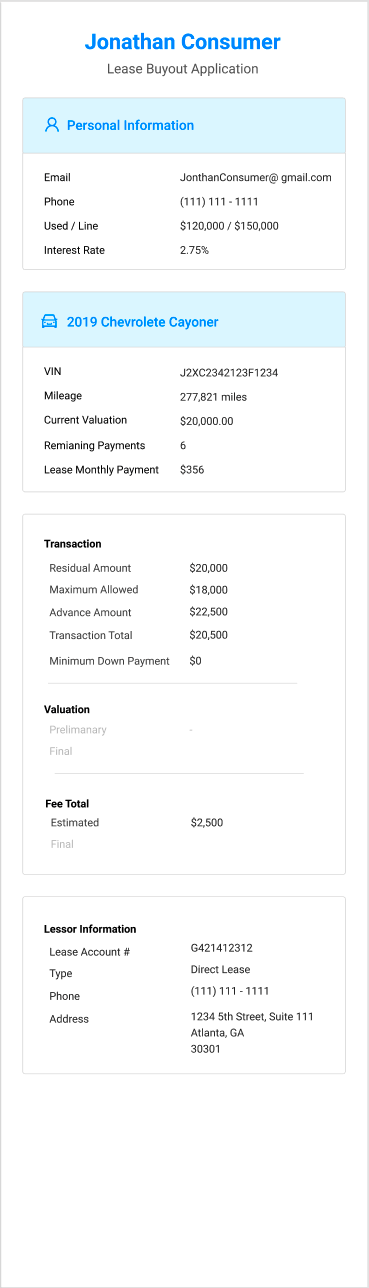 Jonathan Consumer
Lease Buyout Application
Personal Information
Email JonthanConsumer@ gmail.com
Phone (111) 111 - 1111
Used / Line $120,000 / $150,000
Interest Rate 2.75%
2019 Chevrolete Cayoner
VIN J2XC2342123F1234
Mileage 277,821 miles
Current Valuation $20,000.00
Remianing Payments 6
Lease Monthly Payment $356
Transaction
Residual Amount $20,000
Maximum Allowed $18,000
Advance Amount $22,500
Transaction Total $20,500
Minimum Down Payment $0
Valuation
Prelimanary -
Final
Fee Total
Estimated $2,500
Final
Lessor Information
Lease Account # G421412312
Type Direct Lease
Phone (111) 111 - 1111
Address 1234 5th Street, Suite 111
Atlanta, GA
30301